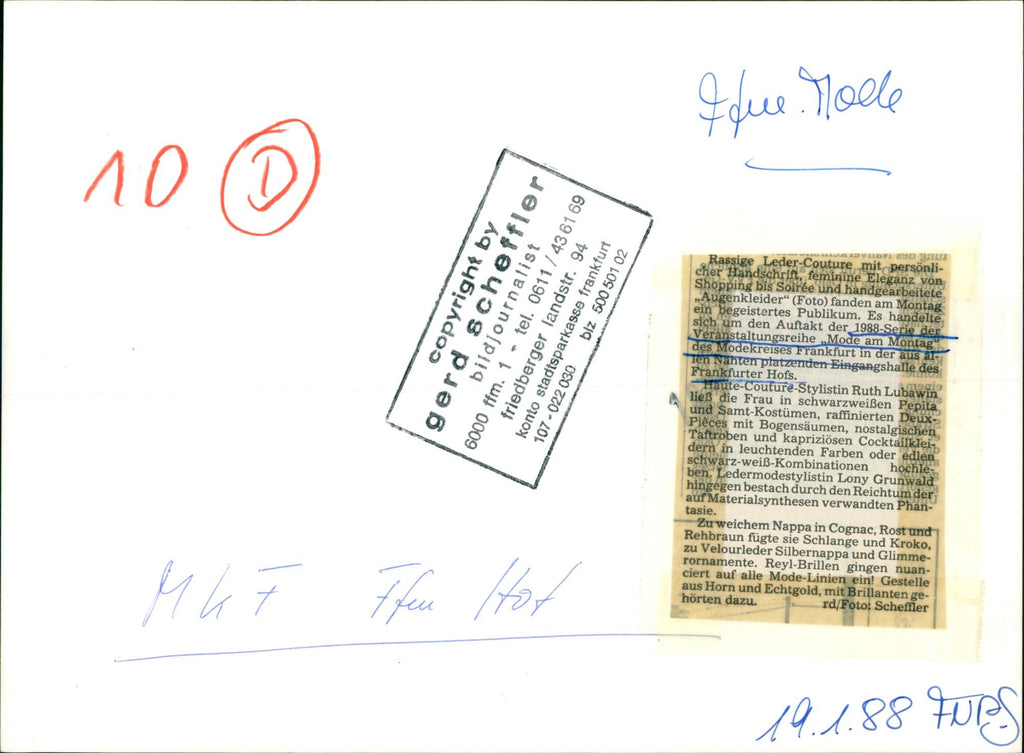 Ffm. Mode
10 D
copyright by
gerd scheffler
bildjournalist
6000 ffm. 1 - tel. 0611 / 43 61 69
friedberger landstr. 94
konto stadtsparkasse frankfurt
107 - 022 030 blz 500 501 02
Rassige Leder-Couture mit persönli-
cher Handschrift, feminine Eleganz von
Shopping bis Soirée und handgearbeitete
„Augenkleider“ (Foto) fanden am Montag
ein begeistertes Publikum. Es handelte
sich um den Auftakt der 1988-Serie der
Veranstaltungsreihe „Mode am Montag“
des Modekreises Frankfurt in der aus al-
len Nähten platzenden Eingangshalle des
Frankfurter Hofs.
Haute-Couture-Stylistin Ruth Lubawin
ließ die Frau in schwarzweißen Pepita
und Samt-Kostümen, raffinierten Deux-
Pièces mit Bogensäumen, nostalgischen
Taftroben und kapriziösen Cocktailklei-
dern in leuchtenden Farben oder edlen
schwarz-weiß-Kombinationen hochle-
ben. Ledermodestylistin Lony Grunwald
hingegen bestach durch den Reichtum der
auf Materialsynthesen verwandten Phan-
tasie.
Zu weichem Nappa in Cognac, Rost und
Rehbraun fügte sie Schlange und Kroko,
zu Velourleder Silbernappa und Glimme-
rornamente. Reyl-Brillen gingen nuan-
ciert auf alle Mode-Linien ein! Gestelle
aus Horn und Echtgold, mit Brillanten ge-
hörten dazu. rd/Foto: Scheffler
MKF Ffm Hof
19.1.88